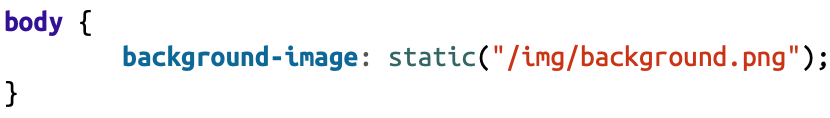 body {
background-image: static("/img/background.png");
}